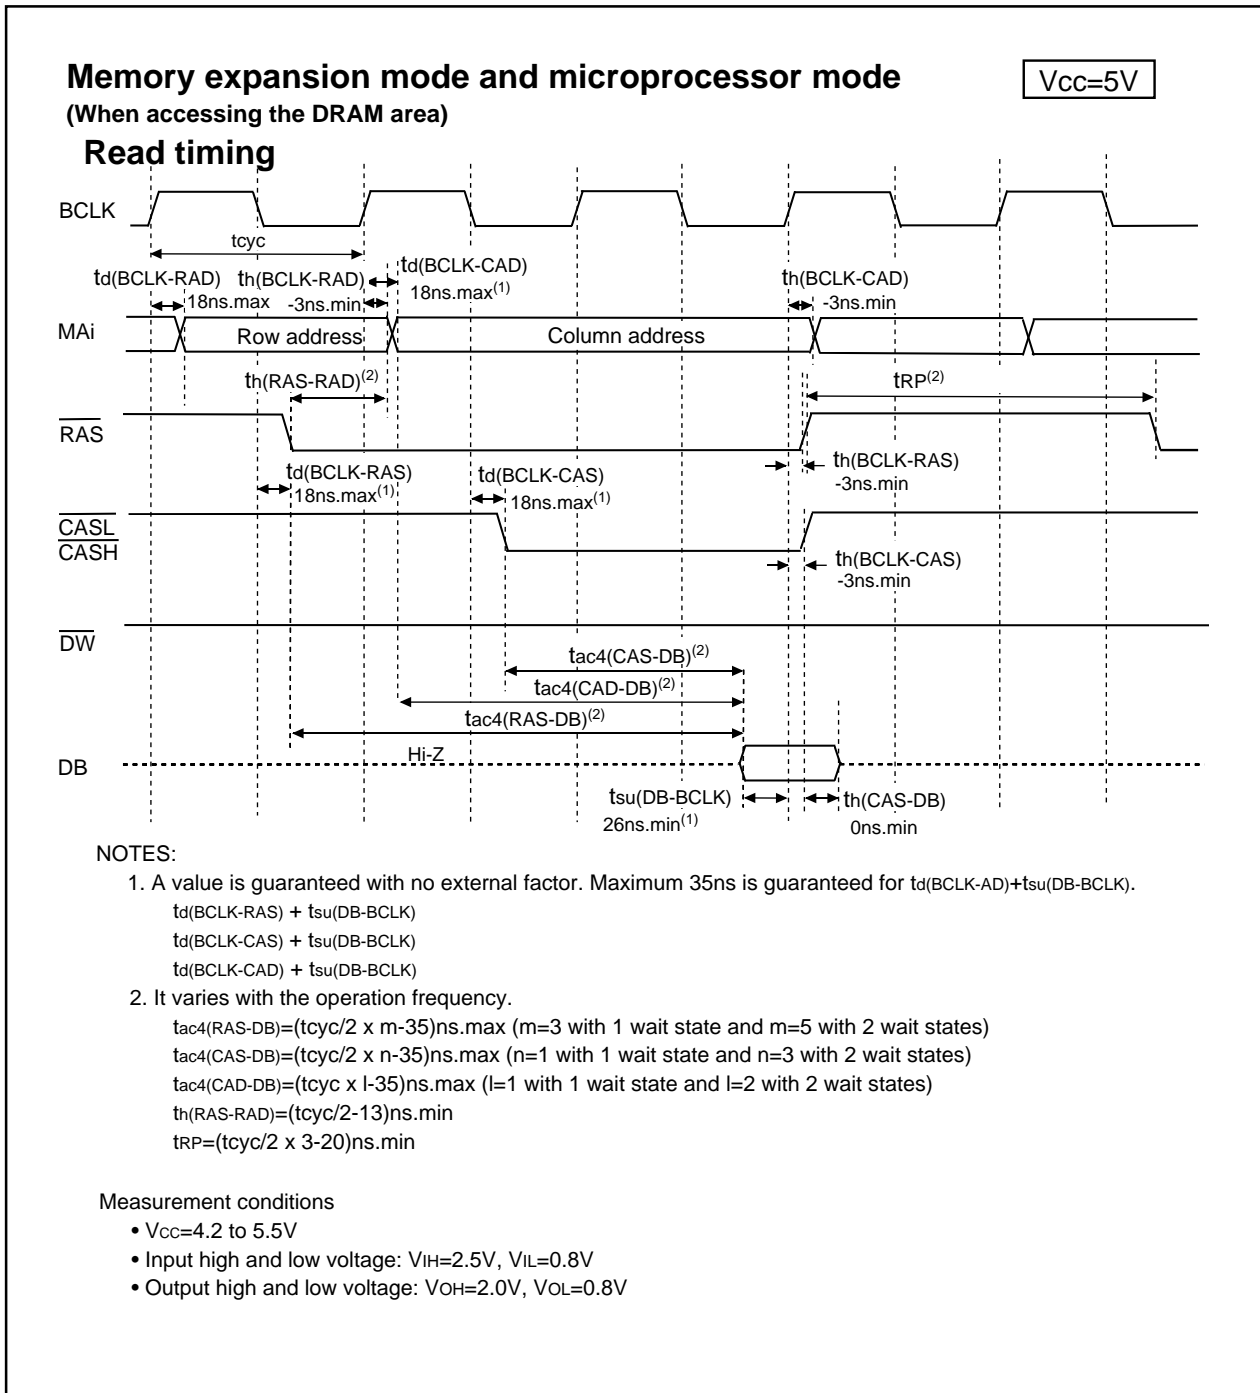 Memory expansion mode and microprocessor mode
Vcc=5V
(When accessing the DRAM area)
Read timing
BCLK
tcyc
td(BCLK-RAD)
18ns.max
th(BCLK-RAD)
-3ns.min
td(BCLK-CAD)
18ns.max(1)
th(BCLK-CAD)
-3ns.min
MAi
Row address
Column address
th(RAS-RAD)(2)
tRP(2)
RAS
td(BCLK-RAS)
18ns.max(1)
td(BCLK-CAS)
18ns.max(1)
th(BCLK-RAS)
-3ns.min
CASL
CASH
th(BCLK-CAS)
-3ns.min
DW
tac4(CAS-DB)(2)
tac4(CAD-DB)(2)
tac4(RAS-DB)(2)
Hi-Z
DB
tsu(DB-BCLK)
26ns.min(1)
th(CAS-DB)
0ns.min
NOTES:
1. A value is guaranteed with no external factor. Maximum 35ns is guaranteed for td(BCLK-AD)+tsu(DB-BCLK).
td(BCLK-RAS) + tsu(DB-BCLK)
td(BCLK-CAS) + tsu(DB-BCLK)
td(BCLK-CAD) + tsu(DB-BCLK)
2. It varies with the operation frequency.
tac4(RAS-DB)=(tcyc/2 x m-35)ns.max (m=3 with 1 wait state and m=5 with 2 wait states)
tac4(CAS-DB)=(tcyc/2 x n-35)ns.max (n=1 with 1 wait state and n=3 with 2 wait states)
tac4(CAD-DB)=(tcyc x l-35)ns.max (l=1 with 1 wait state and l=2 with 2 wait states)
th(RAS-RAD)=(tcyc/2-13)ns.min
tRP=(tcyc/2 x 3-20)ns.min
Measurement conditions
• VCC=4.2 to 5.5V
• Input high and low voltage: VIH=2.5V, VIL=0.8V
• Output high and low voltage: VOH=2.0V, VOL=0.8V